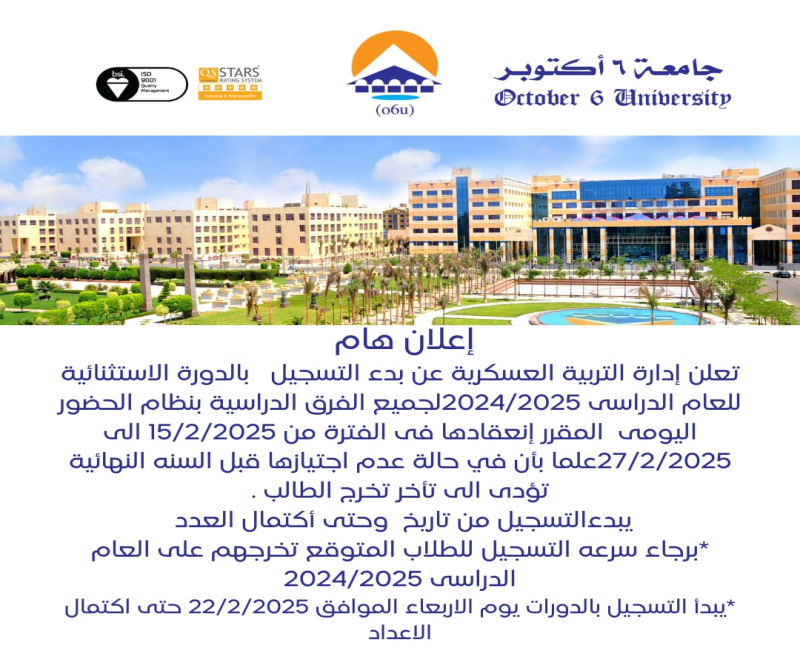 bsi.
ISO
9001
Quality
Management
QS STARS
RATING SYSTEM
(o6u)
جامعة ٦ أكتوبر
October 6 University
إعلان هام
تعلن إدارة التربية العسكرية عن بدء التسجيل بالدورة الاستثنائية
للعام الدراسى 2024/2025لجميع الفرق الدراسية بنظام الحضور
اليومى المقرر إنعقادها فى الفترة من 15/2/2025 الى
27/2/2025علما بأن في حالة عدم اجتيازها قبل السنه النهائية
تؤدى الى تأخر تخرج الطالب .
يبدءالتسجيل من تاريخ وحتى أكتمال العدد
*برجاء سرعه التسجيل للطلاب المتوقع تخرجهم على العام
الدراسى 2024/2025
*يبدأ التسجيل بالدورات يوم الاربعاء الموافق 22/2/2025 حتى اكتمال
الاعداد